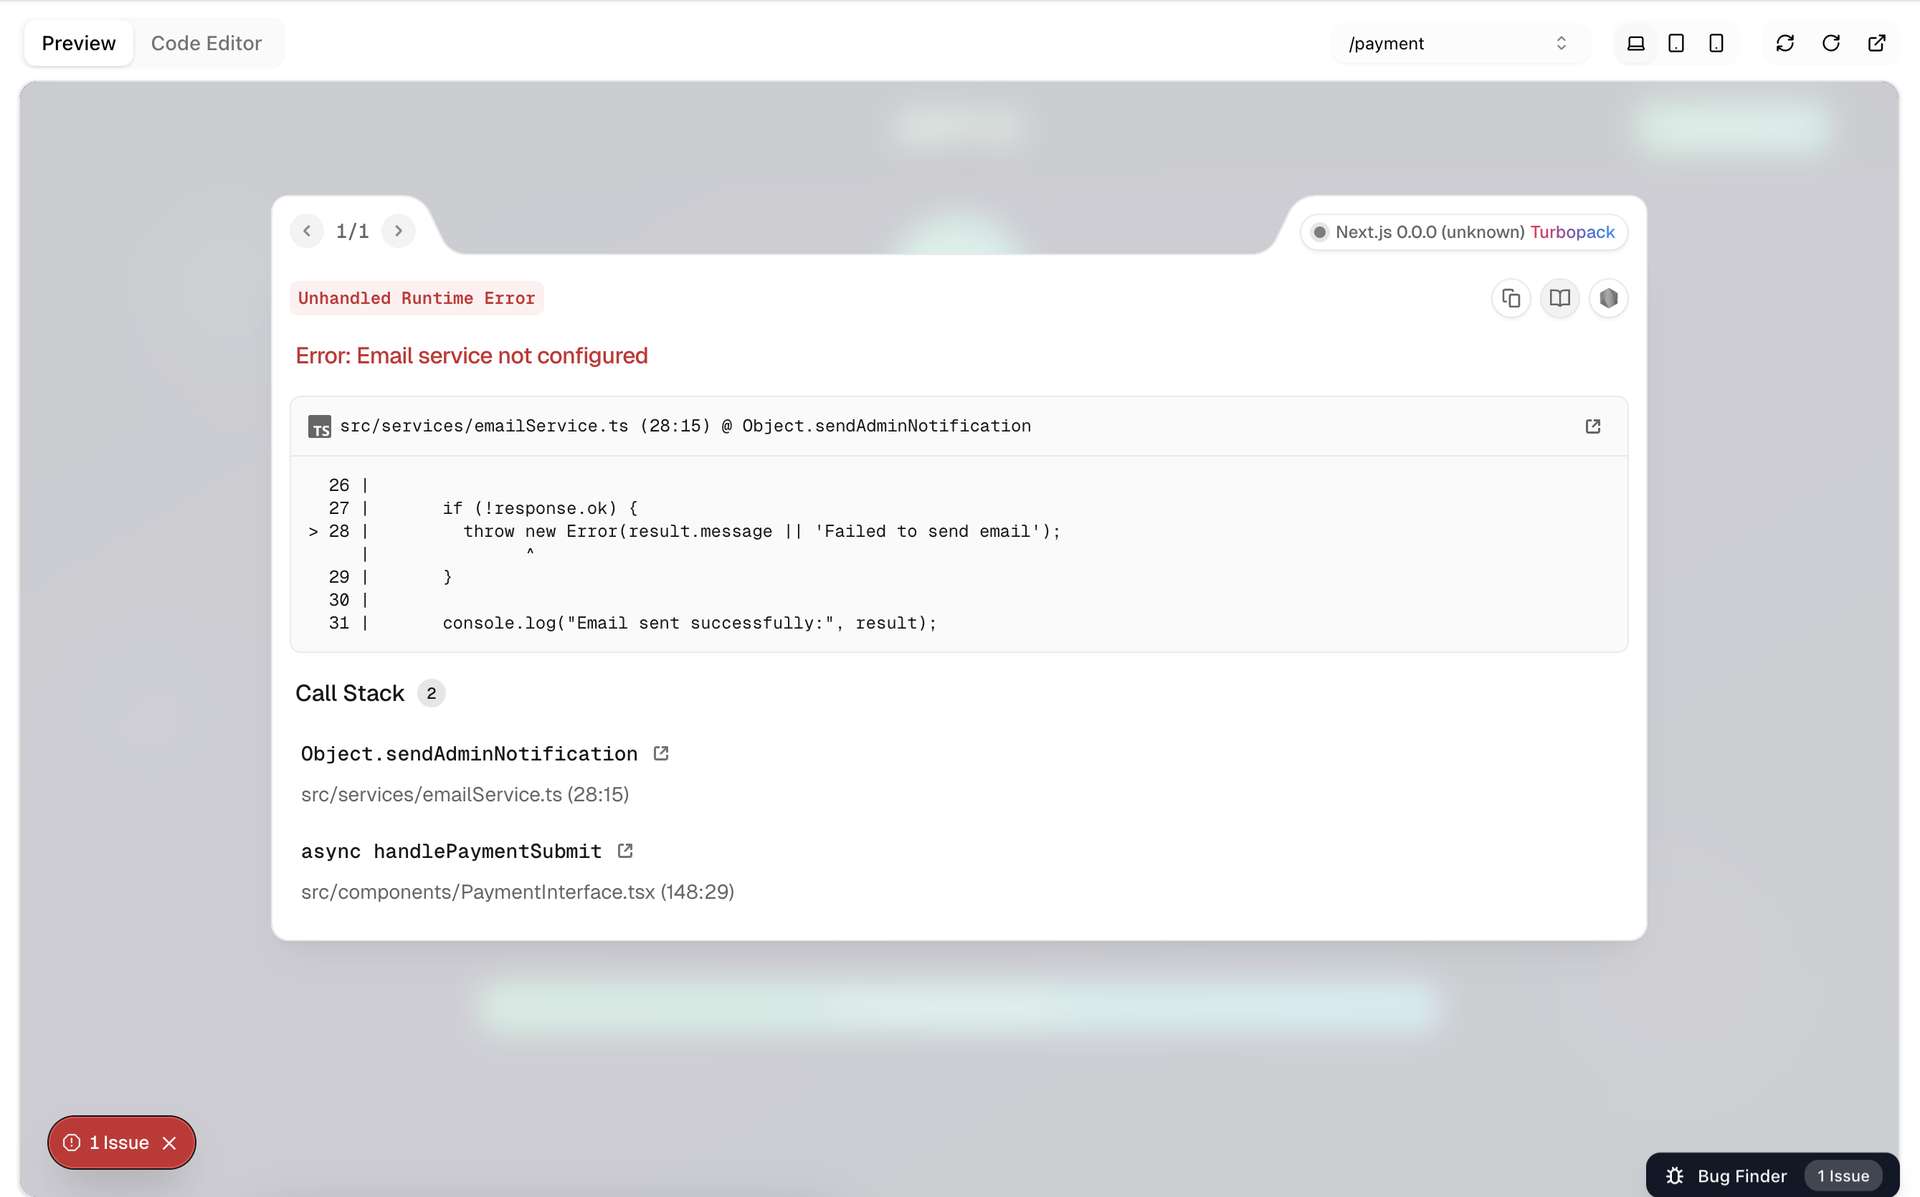 Preview Code Editor /payment
1/1 Next.js 0.0.0 (unknown) Turbopack
Unhandled Runtime Error
Error: Email service not configured
TS src/services/emailService.ts (28:15) @ Object.sendAdminNotification
26 |
27 | if (!response.ok) {
> 28 | throw new Error(result.message || 'Failed to send email');
| ^
29 | }
30 |
31 | console.log("Email sent successfully:", result);
Call Stack 2
Object.sendAdminNotification
src/services/emailService.ts (28:15)
async handlePaymentSubmit
src/components/PaymentInterface.tsx (148:29)
1 Issue
Bug Finder 1 Issue